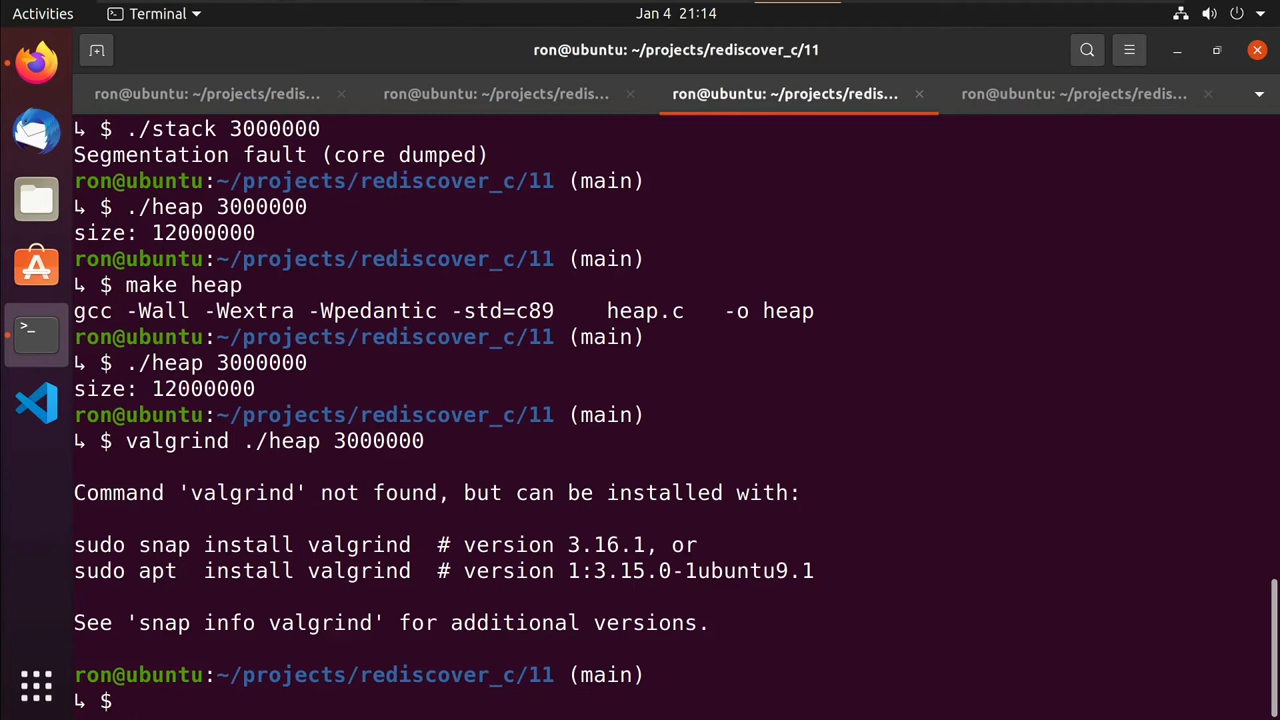 Activities Terminal Jan 4 21:14
ron@ubuntu: ~/projects/rediscover_c/11
ron@ubuntu: ~/projects/redis... ron@ubuntu: ~/projects/redis... ron@ubuntu: ~/projects/redis... ron@ubuntu: ~/projects/redis...
↳ $ ./stack 3000000
Segmentation fault (core dumped)
ron@ubuntu:~/projects/rediscover_c/11 (main)
↳ $ ./heap 3000000
size: 12000000
ron@ubuntu:~/projects/rediscover_c/11 (main)
↳ $ make heap
gcc -Wall -Wextra -Wpedantic -std=c89    heap.c   -o heap
ron@ubuntu:~/projects/rediscover_c/11 (main)
↳ $ ./heap 3000000
size: 12000000
ron@ubuntu:~/projects/rediscover_c/11 (main)
↳ $ valgrind ./heap 3000000
Command 'valgrind' not found, but can be installed with:
sudo snap install valgrind  # version 3.16.1, or
sudo apt  install valgrind  # version 1:3.15.0-1ubuntu9.1
See 'snap info valgrind' for additional versions.
ron@ubuntu:~/projects/rediscover_c/11 (main)
↳ $